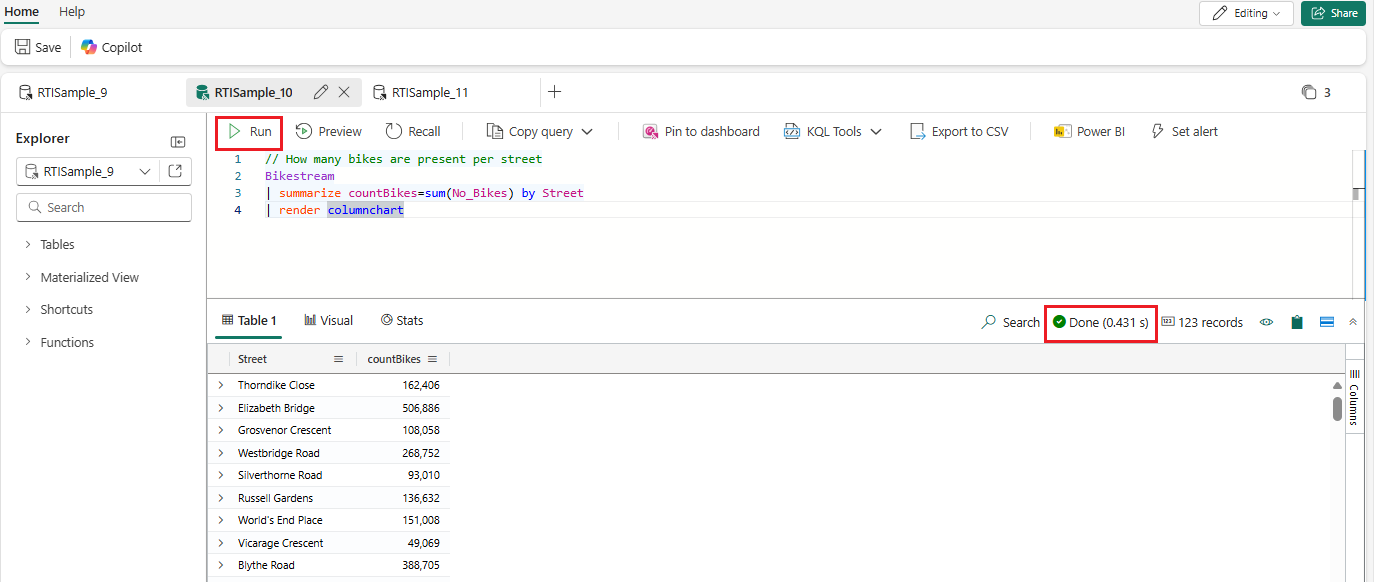 Home Help Editing Share
Save Copilot
RTISample_9 RTISample_10 RTISample_11 3
Explorer
Run Preview Recall Copy query Pin to dashboard KQL Tools Export to CSV Power BI Set alert
RTISample_9
Search
Tables
Materialized View
Shortcuts
Functions
1 // How many bikes are present per street
2 Bikestream
3 | summarize countBikes=sum(No_Bikes) by Street
4 | render columnchart
Table 1 Visual Stats Search Done (0.431 s) 123 records
Street countBikes
Thorndike Close 162,406
Elizabeth Bridge 506,886
Grosvenor Crescent 108,058
Westbridge Road 268,752
Silverthorne Road 93,010
Russell Gardens 136,632
World's End Place 151,008
Vicarage Crescent 49,069
Blythe Road 388,705
Columns